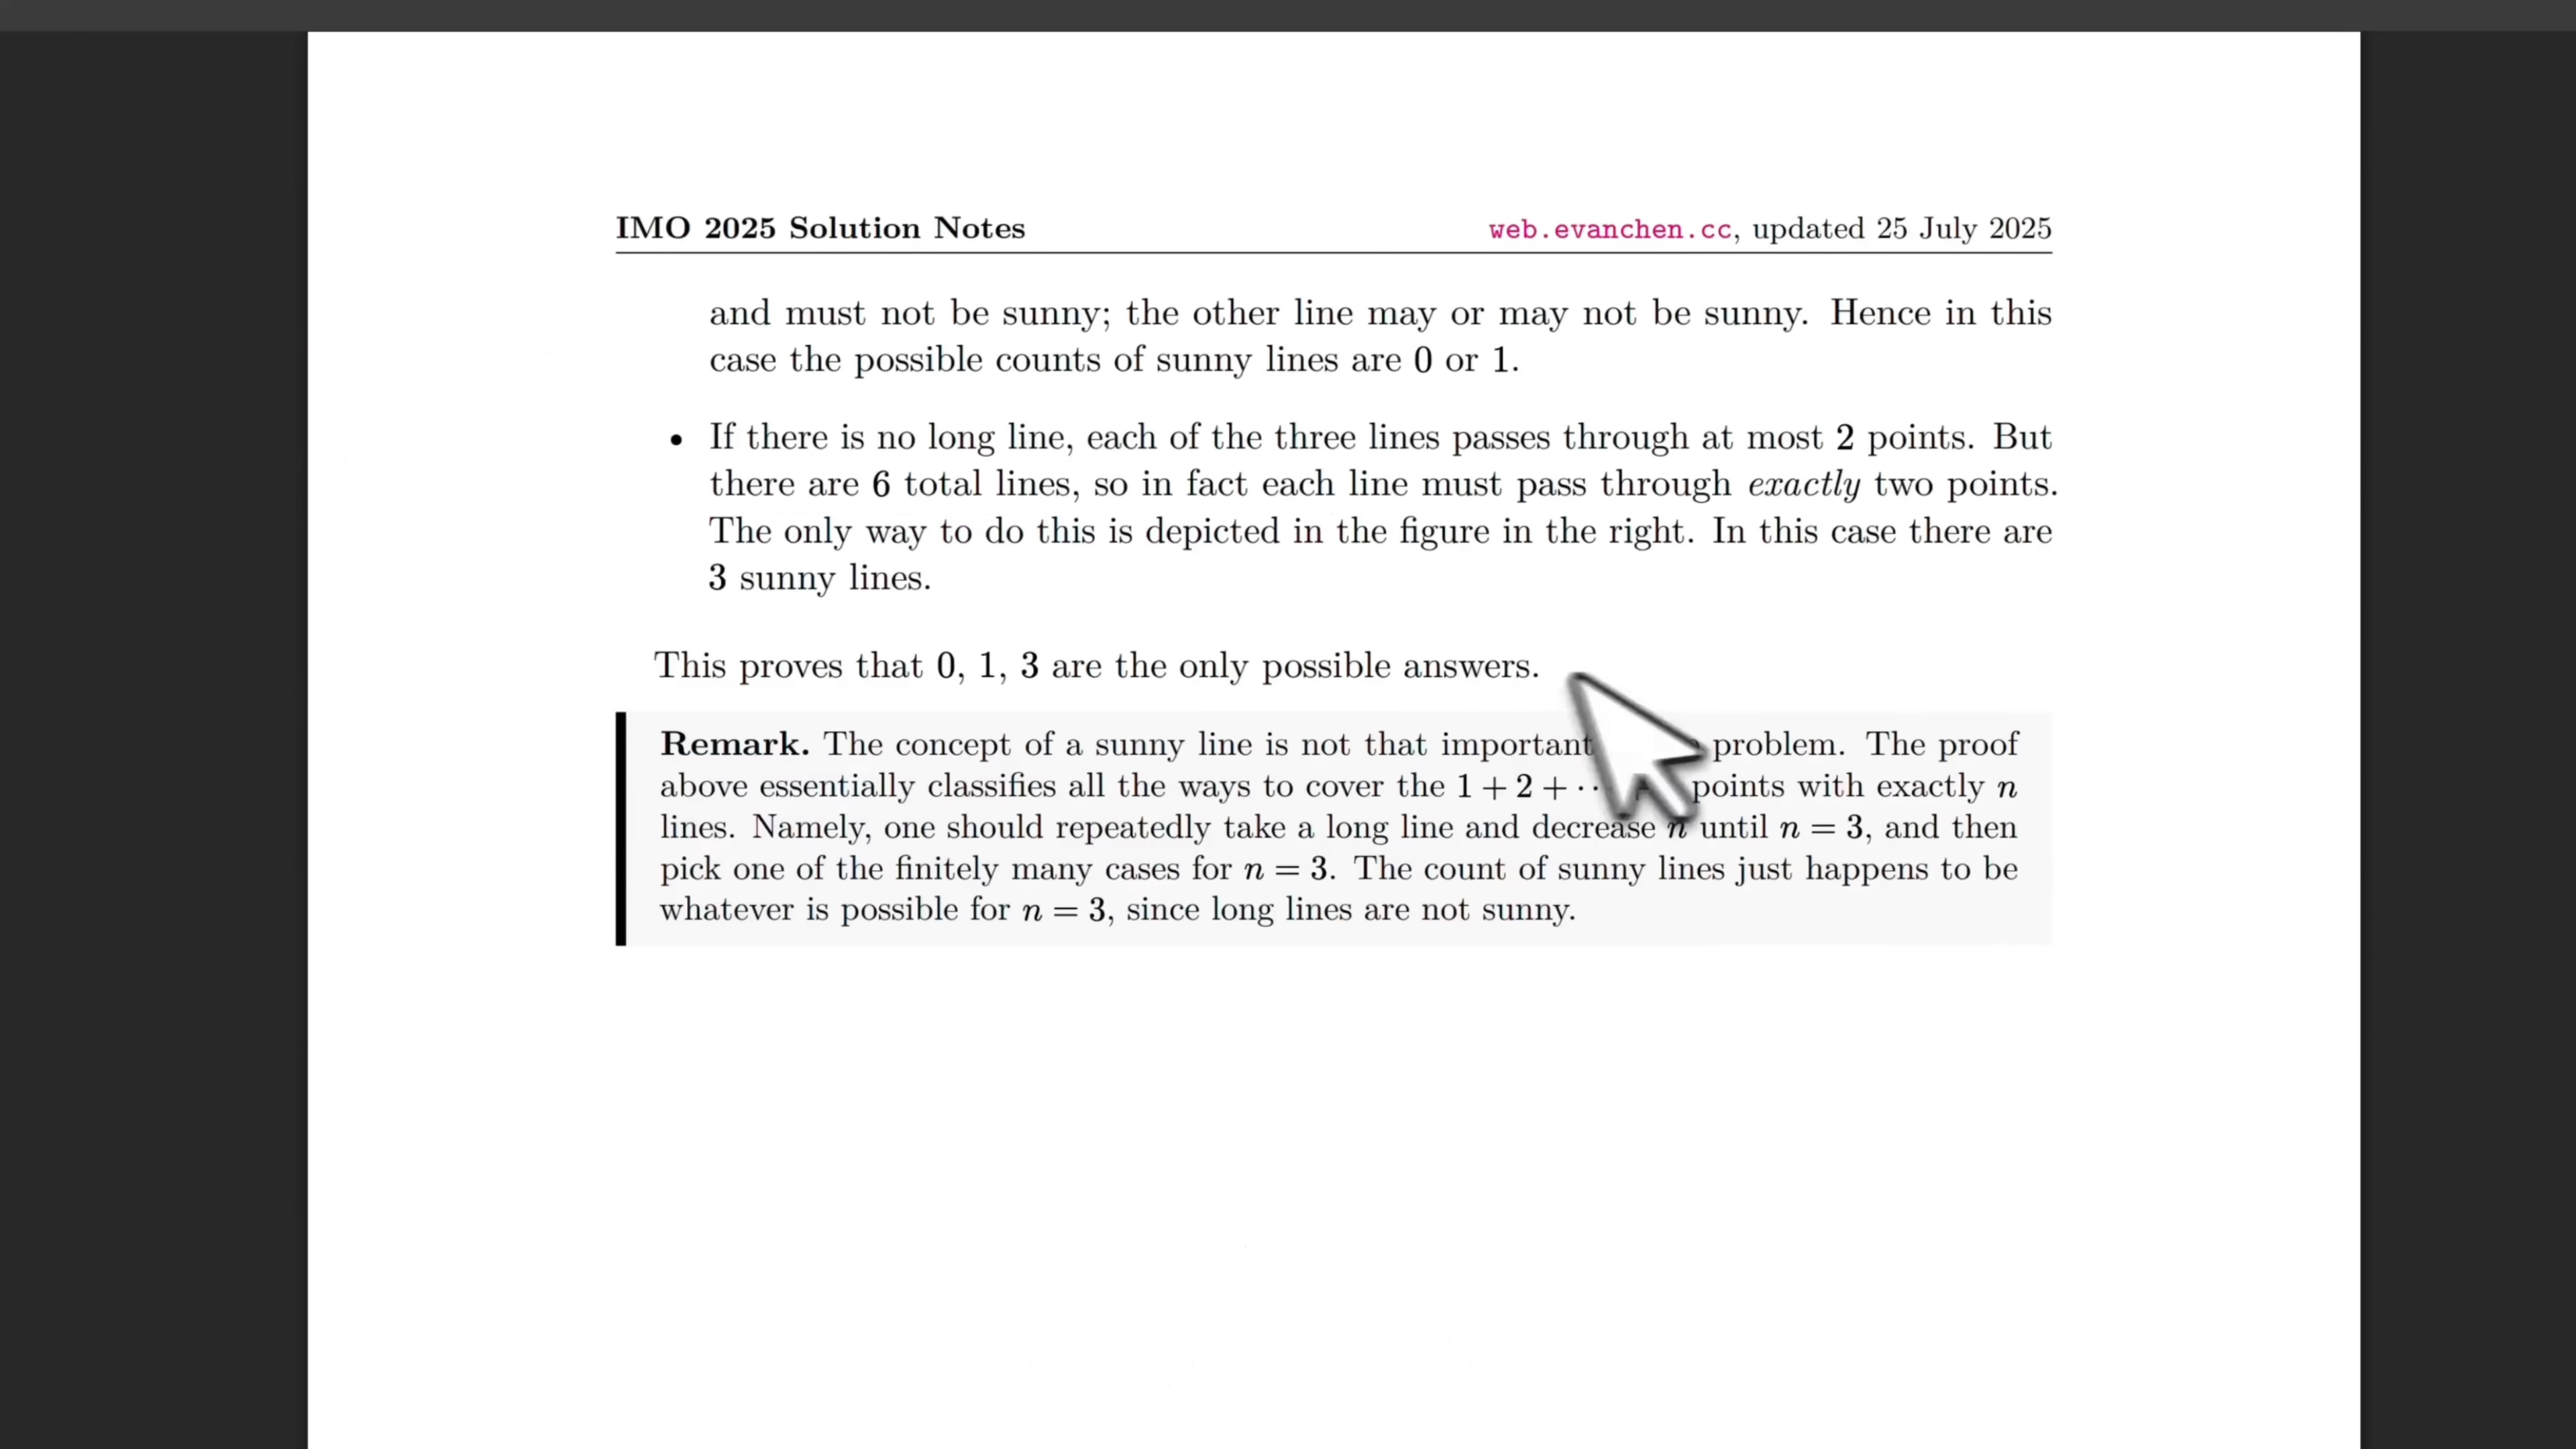 IMO 2025 Solution Notes web.evanchen.cc, updated 25 July 2025
and must not be sunny; the other line may or may not be sunny. Hence in this
case the possible counts of sunny lines are 0 or 1.
• If there is no long line, each of the three lines passes through at most 2 points. But
there are 6 total lines, so in fact each line must pass through exactly two points.
The only way to do this is depicted in the figure in the right. In this case there are
3 sunny lines.
This proves that 0, 1, 3 are the only possible answers.
Remark. The concept of a sunny line is not that important problem. The proof
above essentially classifies all the ways to cover the 1 + 2 + ·· points with exactly n
lines. Namely, one should repeatedly take a long line and decrease n until n = 3, and then
pick one of the finitely many cases for n = 3. The count of sunny lines just happens to be
whatever is possible for n = 3, since long lines are not sunny.